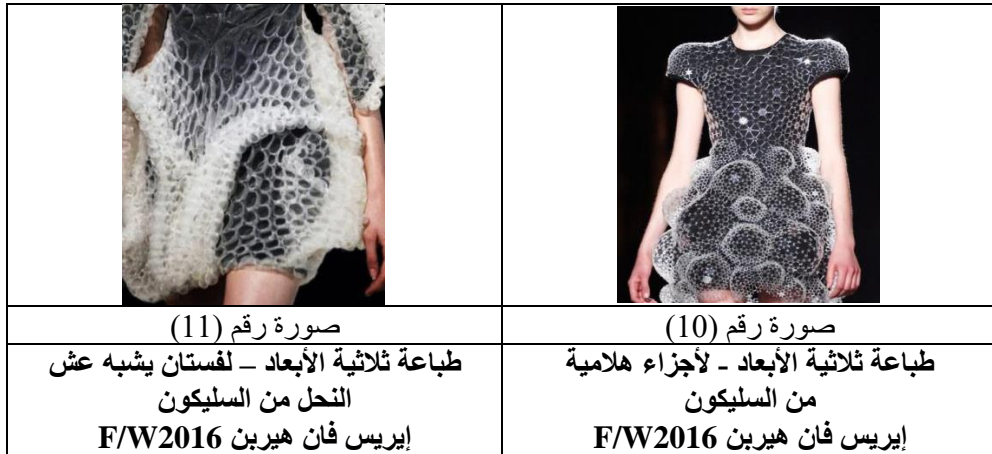 صورة رقم (10)
طباعة ثلاثية الأبعاد - لأجزاء هلامية
من السليكون
إيريس فان هيربن F/W2016
صورة رقم (11)
طباعة ثلاثية الأبعاد – لفستان يشبه عش
النحل من السليكون
إيريس فان هيربن F/W2016